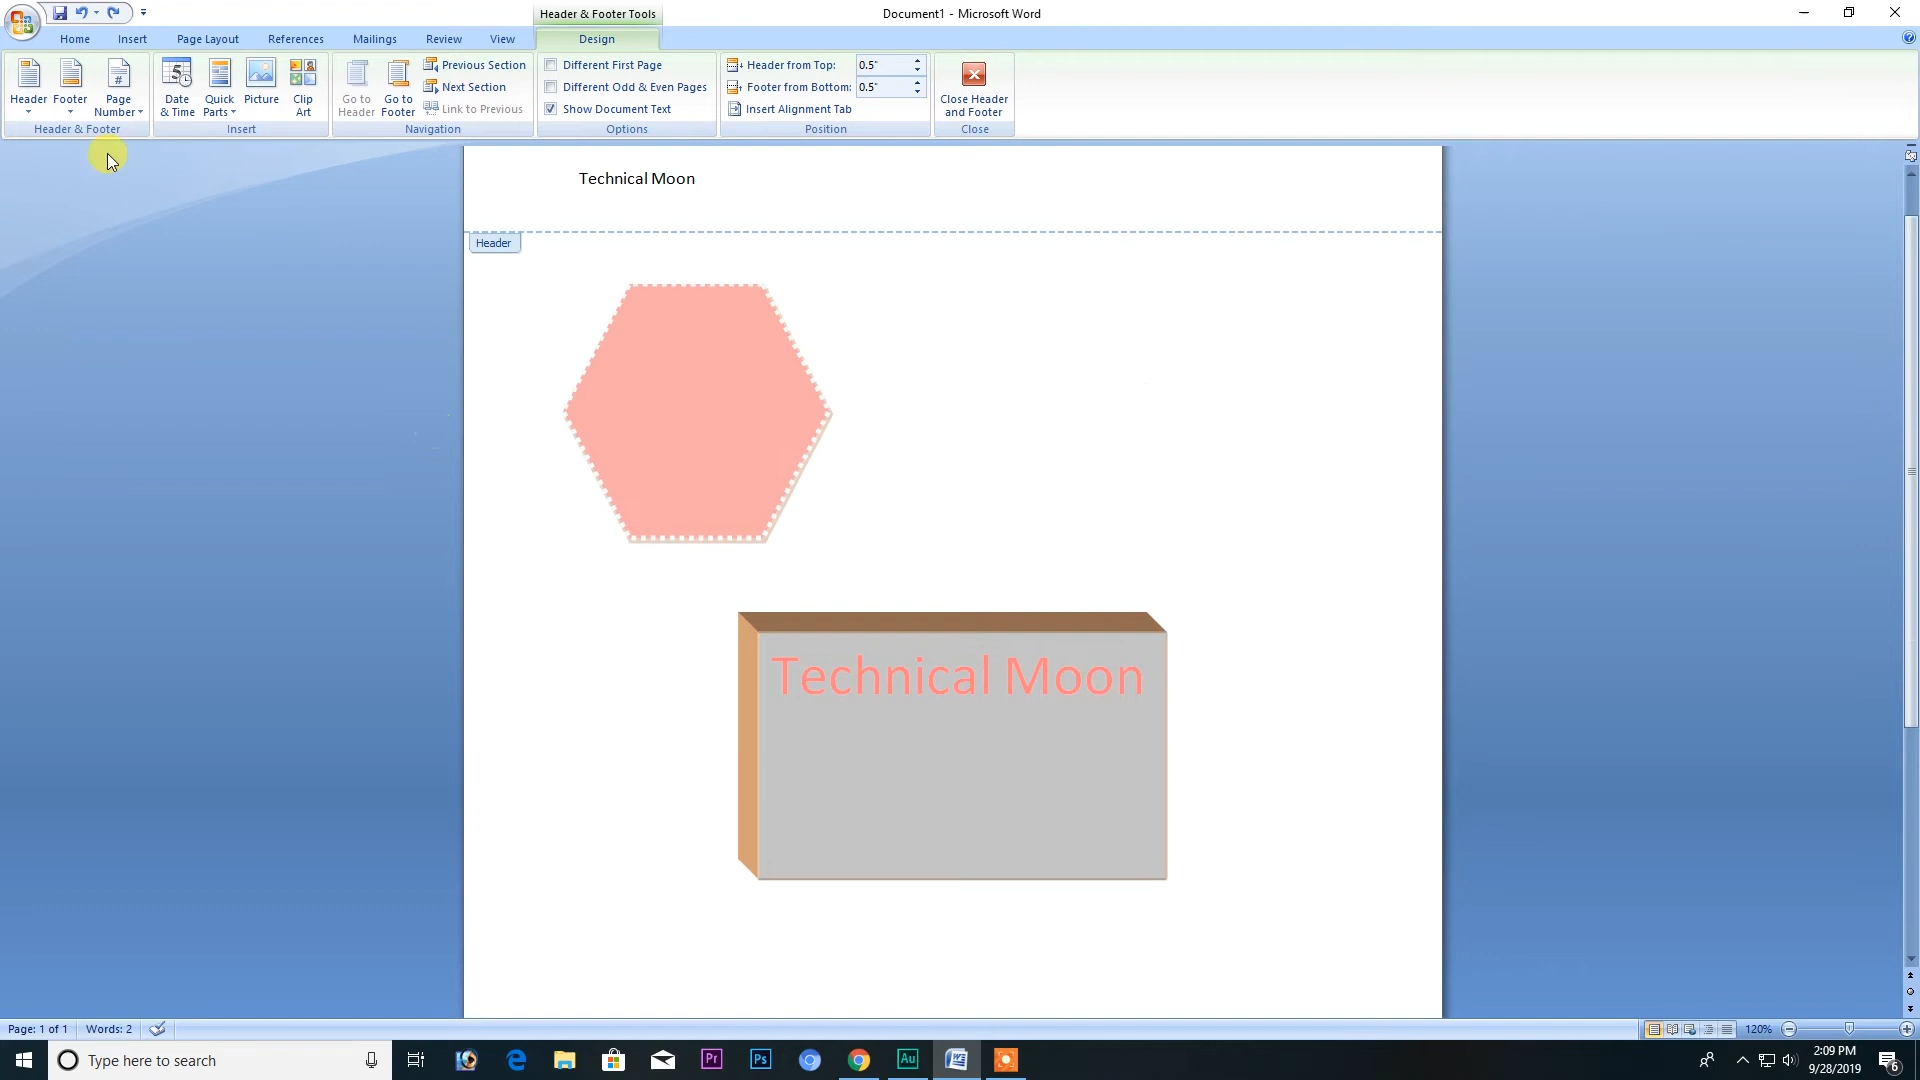 Header & Footer Tools
Document1 - Microsoft Word
Home
Insert
Page Layout
References
Mailings
Review
View
Design
Header
Footer
Page Number
Header & Footer
5
Date & Time
Quick Parts
Picture
Clip Art
Insert
Go to Header
Go to Footer
Previous Section
Next Section
Link to Previous
Navigation
Different First Page
Different Odd & Even Pages
Show Document Text
Options
Header from Top:
0.5"
Footer from Bottom:
0.5"
Insert Alignment Tab
Position
Close Header and Footer
Close
Technical Moon
Header
Technical Moon
Page: 1 of 1
Words: 2
120%
Type here to search
Pr
Ps
Au
2:09 PM
9/28/2019
6